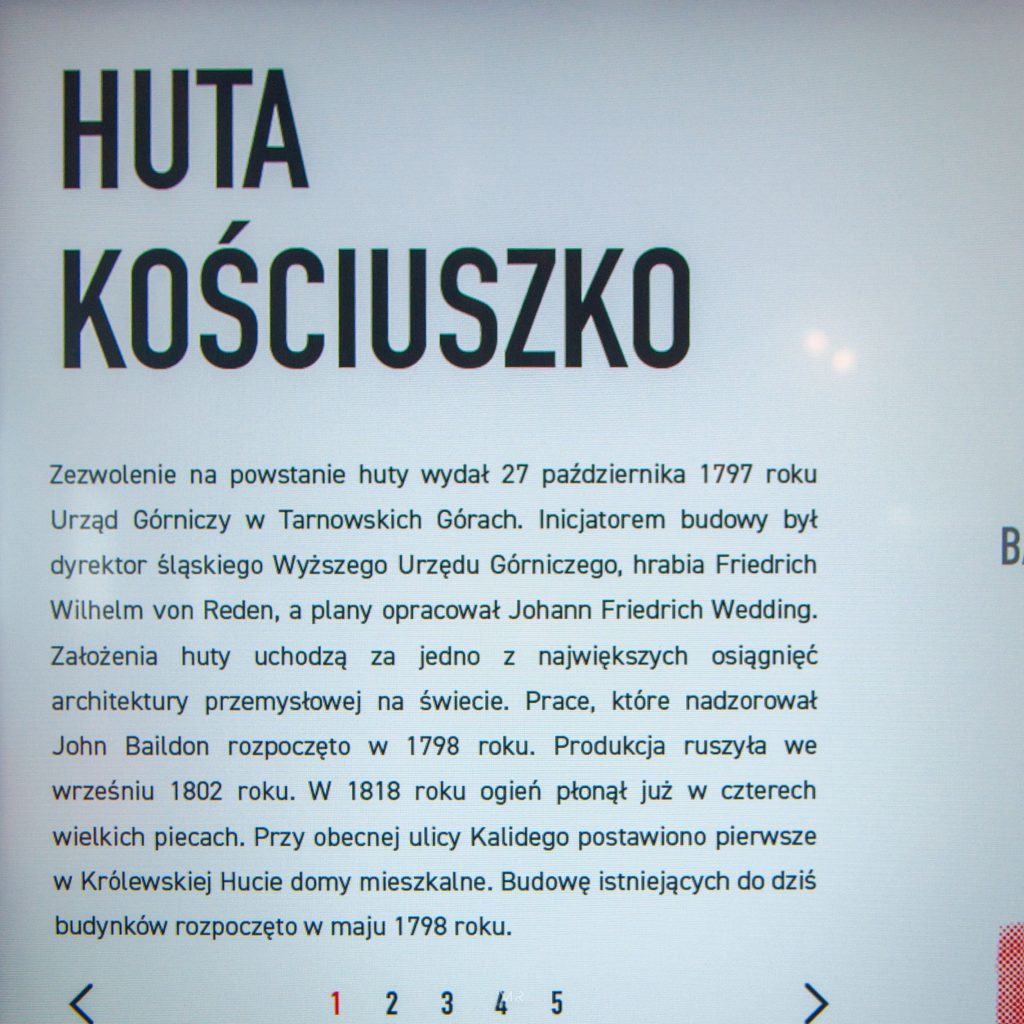 HUTA
KOŚCIUSZKO
Zezwolenie na powstanie huty wydał 27 października 1797 roku
Urząd Górniczy w Tarnowskich Górach. Inicjatorem budowy był
dyrektor śląskiego Wyższego Urzędu Górniczego, hrabia Friedrich
Wilhelm von Reden, a plany opracował Johann Friedrich Wedding.
Założenia huty uchodzą za jedno z największych osiągnięć
architektury przemysłowej na świecie. Prace, które nadzorował
John Baildon rozpoczęto w 1798 roku. Produkcja ruszyła we
wrześniu 1802 roku. W 1818 roku ogień płonął już w czterech
wielkich piecach. Przy obecnej ulicy Kalidego postawiono pierwsze
w Królewskiej Hucie domy mieszkalne. Budowę istniejących do dziś
budynków rozpoczęto w maju 1798 roku.
< 1 2 3 4 5 >